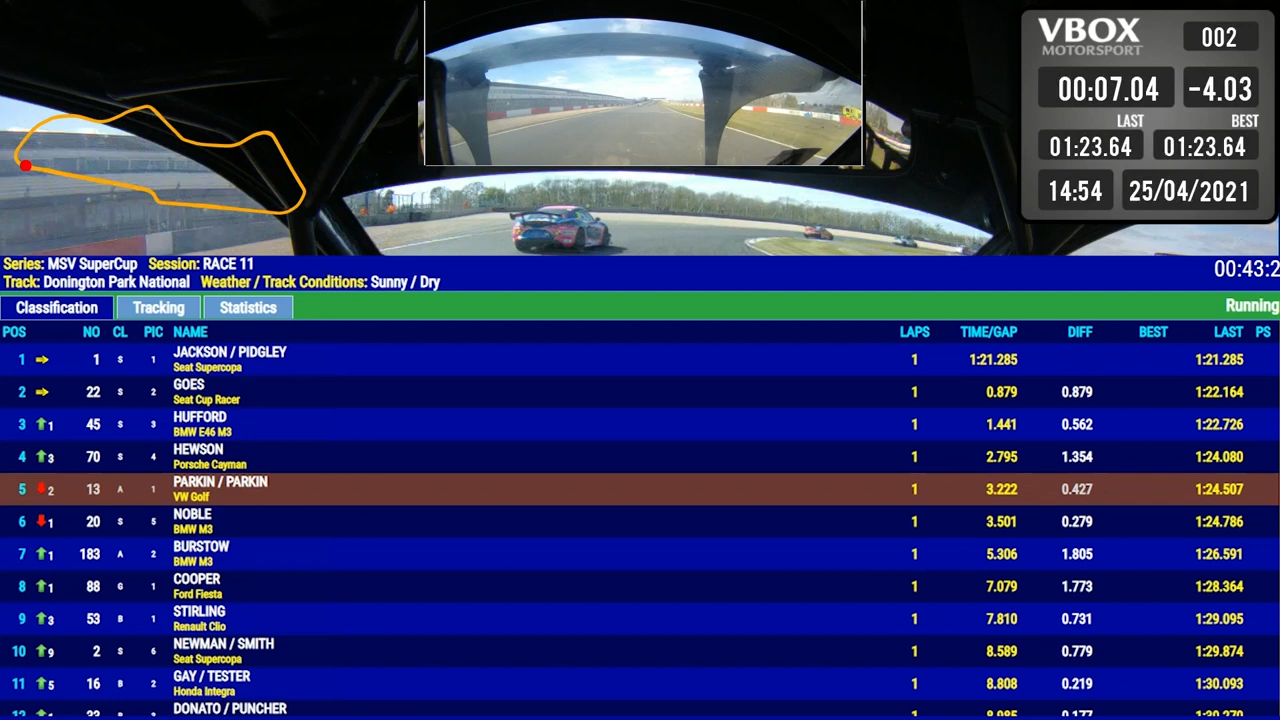 VBOX
MOTORSPORT
002
00:07.04
-4.03
LAST
BEST
01:23.64
01:23.64
14:54
25/04/2021
Series: MSV SuperCup Session: RACE 11
00:43:2
Track: Donington Park National Weather / Track Conditions: Sunny / Dry
Classification Tracking Statistics
Running
POS NO CL PIC NAME LAPS TIME/GAP DIFF BEST LAST PS
1 1 S 1 JACKSON / PIDGLEY 1 1:21.285 1:21.285
Seat Supercopa
2 22 S 2 GOES 1 0.879 0.879 1:22.164
Seat Cup Racer
3 1 45 S 3 HUFFORD 1 1.441 0.562 1:22.726
BMW E46 M3
4 3 70 S 4 HEWSON 1 2.795 1.354 1:24.080
Porsche Cayman
5 2 13 A 1 PARKIN / PARKIN 1 3.222 0.427 1:24.507
VW Golf
6 1 20 S 5 NOBLE 1 3.501 0.279 1:24.786
BMW M3
7 1 183 A 2 BURSTOW 1 5.306 1.805 1:26.591
BMW M3
8 1 88 G 1 COOPER 1 7.079 1.773 1:28.364
Ford Fiesta
9 3 53 B 1 STIRLING 1 7.810 0.731 1:29.095
Renault Clio
10 9 2 S 6 NEWMAN / SMITH 1 8.589 0.779 1:29.874
Seat Supercopa
11 5 16 B 2 GAY / TESTER 1 8.808 0.219 1:30.093
Honda Integra
DONATO / PUNCHER